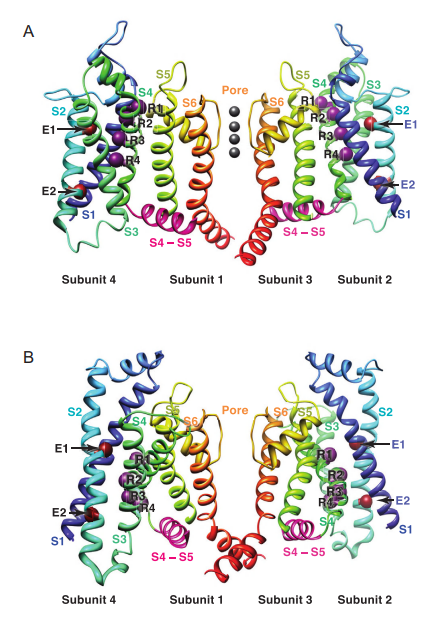 A
S5
Pore
S5
S4
S4
S3
S2
R1
S6
S6
R1
S2
E1
R2
R2
E1
R3
R3
R4
R4
E2
E2
S1
S3
S4 – S5
S4 – S5
S1
Subunit 4 Subunit 1 Subunit 3 Subunit 2
B
S2
S4
S5
S6
Pore
S6
S5
S3
S2
E1
R1
R1
E1
R2
R2
R3
R3
E2
R4
R4
E2
S1
S3
S4 – S5
S4
S4 – S5
S1
Subunit 4 Subunit 1 Subunit 3 Subunit 2